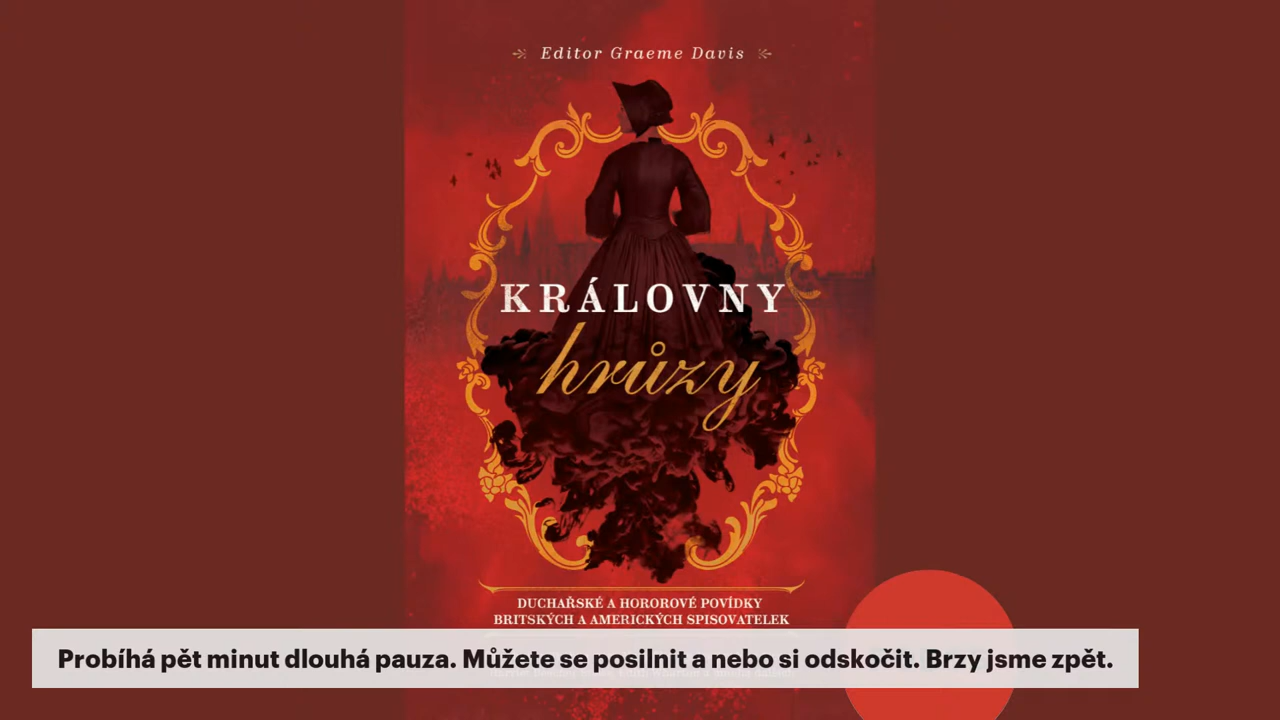 Editor Graeme Davis
KRÁLOVNY
hrůzy
DUCHAŘSKÉ A HOROROVÉ POVÍDKY
BRITSKÝCH A AMERICKÝCH SPISOVATELEK
Probíhá pět minut dlouhá pauza. Můžete se posilnit a nebo si odskočit. Brzy jsme zpět.